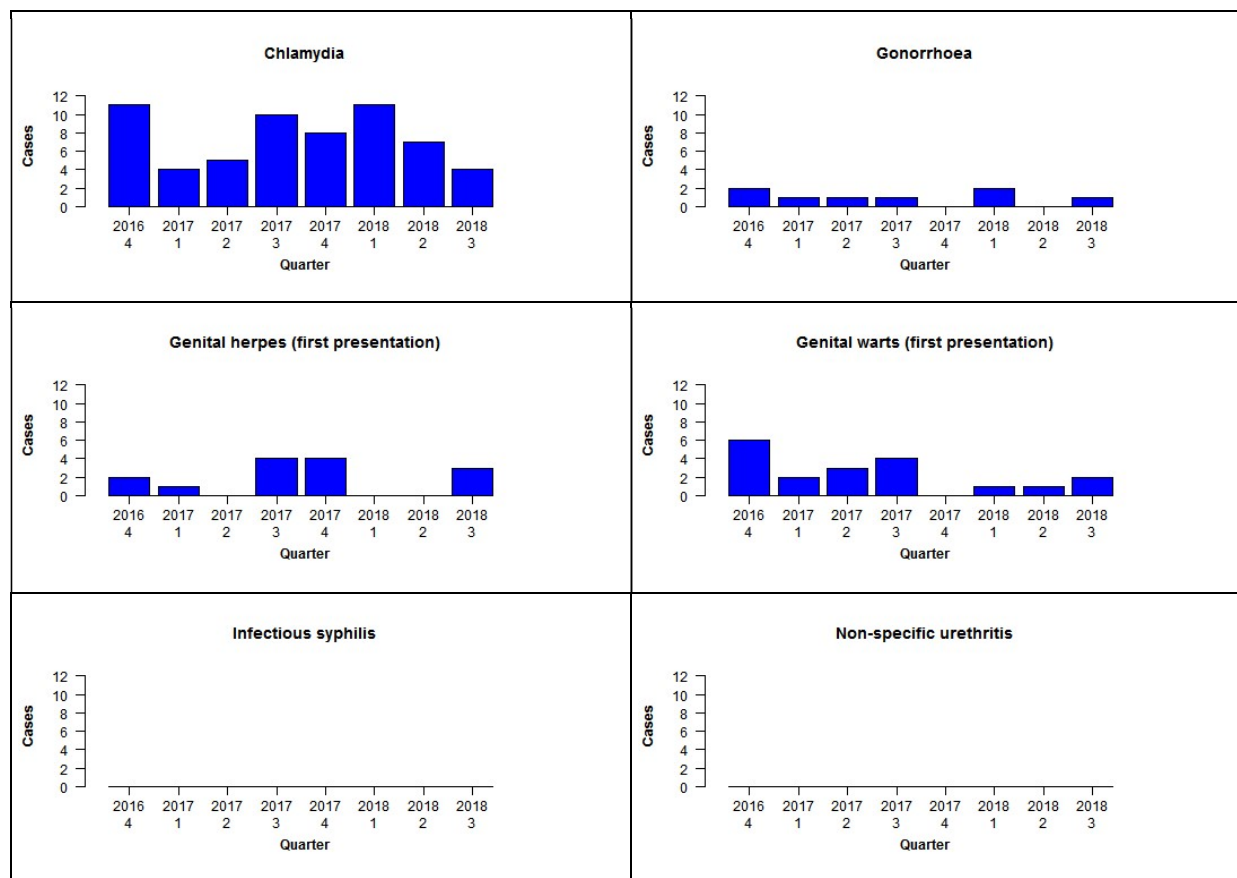 Chlamydia
12
10
8
6
4
2
0
Cases
2016 2017 2017 2017 2017 2018 2018 2018
4 1 2 3 4 1 2 3
Quarter
Gonorrhoea
12
10
8
6
4
2
0
Cases
2016 2017 2017 2017 2017 2018 2018 2018
4 1 2 3 4 1 2 3
Quarter
Genital herpes (first presentation)
12
10
8
6
4
2
0
Cases
2016 2017 2017 2017 2017 2018 2018 2018
4 1 2 3 4 1 2 3
Quarter
Genital warts (first presentation)
12
10
8
6
4
2
0
Cases
2016 2017 2017 2017 2017 2018 2018 2018
4 1 2 3 4 1 2 3
Quarter
Infectious syphilis
12
10
8
6
4
2
0
Cases
2016 2017 2017 2017 2017 2018 2018 2018
4 1 2 3 4 1 2 3
Quarter
Non-specific urethritis
12
10
8
6
4
2
0
Cases
2016 2017 2017 2017 2017 2018 2018 2018
4 1 2 3 4 1 2 3
Quarter